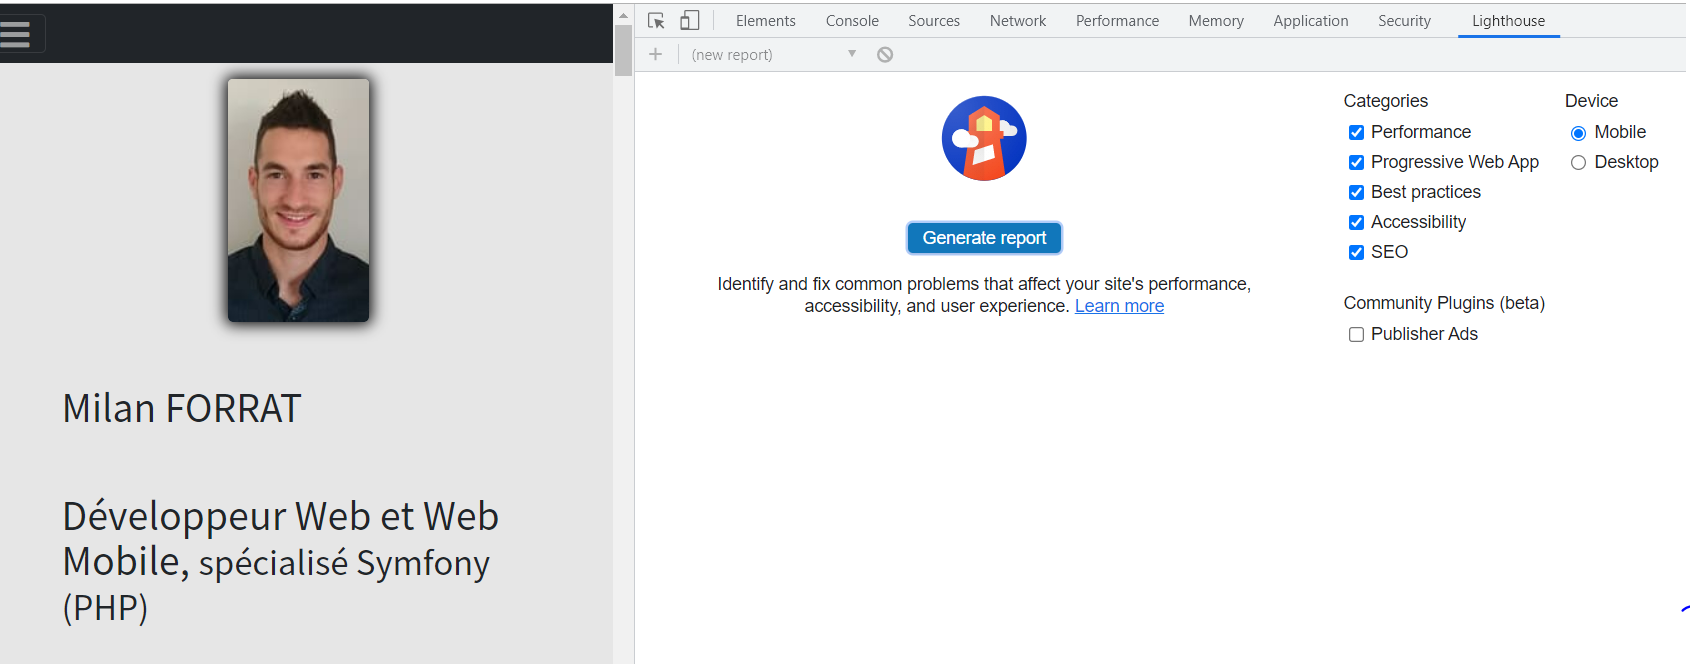 Elements Console Sources Network Performance Memory Application Security Lighthouse
(new report)
Milan FORRAT
Développeur Web et Web
Mobile, spécialisé Symfony
(PHP)
Generate report
Identify and fix common problems that affect your site's performance,
accessibility, and user experience. Learn more
Categories
Performance
Progressive Web App
Best practices
Accessibility
SEO
Community Plugins (beta)
Publisher Ads
Device
Mobile
Desktop